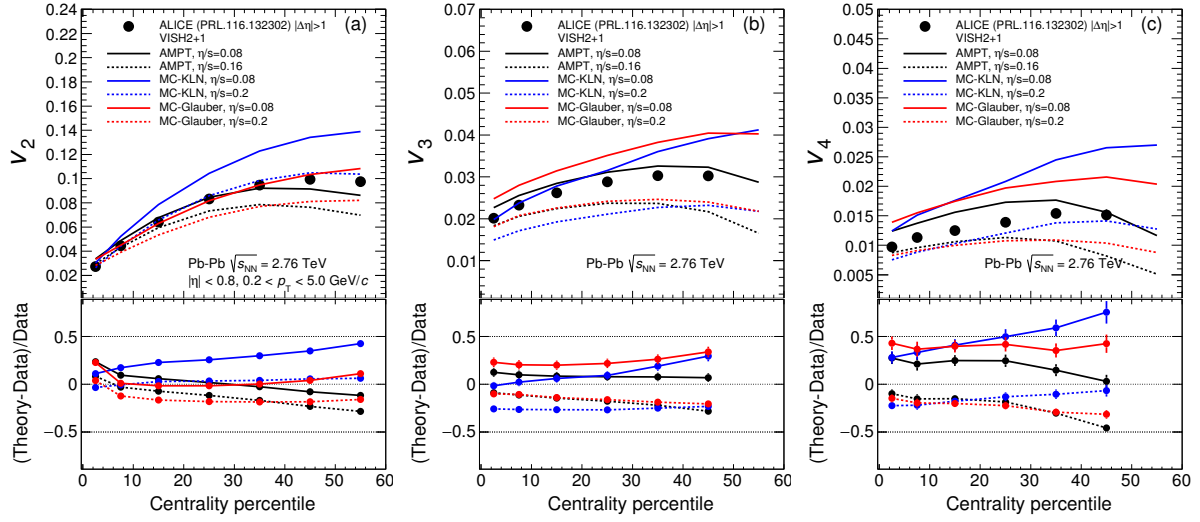 (a)
ALICE (PRL.116.132302) |Δη|>1
VISH2+1
AMPT, η/s=0.08
AMPT, η/s=0.16
MC-KLN, η/s=0.08
MC-KLN, η/s=0.2
MC-Glauber, η/s=0.08
MC-Glauber, η/s=0.2
v2
0.2
0.18
0.16
0.14
0.12
0.1
0.08
0.06
0.04
0.02
Pb-Pb √sNN = 2.76 TeV
|η| < 0.8, 0.2 < pT < 5.0 GeV/c
(Theory-Data)/Data
0.5
0.0
−0.5
0 10 20 30 40 50 60
Centrality percentile
(b)
ALICE (PRL.116.132302) |Δη|>1
VISH2+1
AMPT, η/s=0.08
AMPT, η/s=0.16
MC-KLN, η/s=0.08
MC-KLN, η/s=0.2
MC-Glauber, η/s=0.08
MC-Glauber, η/s=0.2
v3
0.07
0.06
0.05
0.04
0.03
0.02
0.01
Pb-Pb √sNN = 2.76 TeV
(Theory-Data)/Data
0.5
0.0
−0.5
0 10 20 30 40 50 60
Centrality percentile
(c)
ALICE (PRL.116.132302) |Δη|>1
VISH2+1
AMPT, η/s=0.08
AMPT, η/s=0.16
MC-KLN, η/s=0.08
MC-KLN, η/s=0.2
MC-Glauber, η/s=0.08
MC-Glauber, η/s=0.2
v4
0.05
0.045
0.04
0.035
0.03
0.025
0.02
0.015
0.01
0.005
Pb-Pb √sNN = 2.76 TeV
(Theory-Data)/Data
0.5
0.0
−0.5
0 10 20 30 40 50 60
Centrality percentile